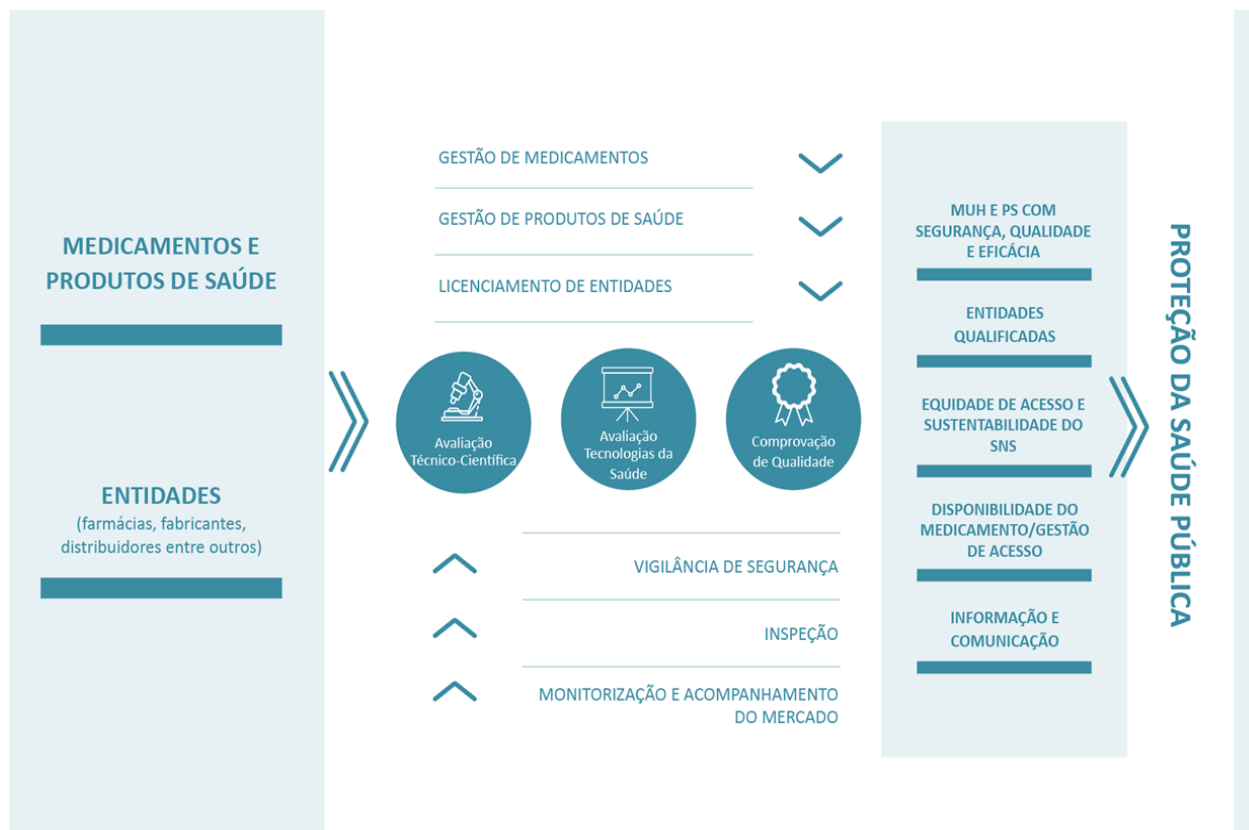 MEDICAMENTOS E
PRODUTOS DE SAÚDE
ENTIDADES
(farmácias, fabricantes,
distribuidores entre outros)
GESTÃO DE MEDICAMENTOS
GESTÃO DE PRODUTOS DE SAÚDE
LICENCIAMENTO DE ENTIDADES
Avaliação
Técnico-Científica
Avaliação
Tecnologias da
Saúde
Comprovação
de Qualidade
VIGILÂNCIA DE SEGURANÇA
INSPEÇÃO
MONITORIZAÇÃO E ACOMPANHAMENTO
DO MERCADO
MUH E PS COM
SEGURANÇA, QUALIDADE
E EFICÁCIA
ENTIDADES
QUALIFICADAS
EQUIDADE DE ACESSO E
SUSTENTABILIDADE DO
SNS
DISPONIBILIDADE DO
MEDICAMENTO/GESTÃO
DE ACESSO
INFORMAÇÃO E
COMUNICAÇÃO
PROTEÇÃO DA SAÚDE PÚBLICA